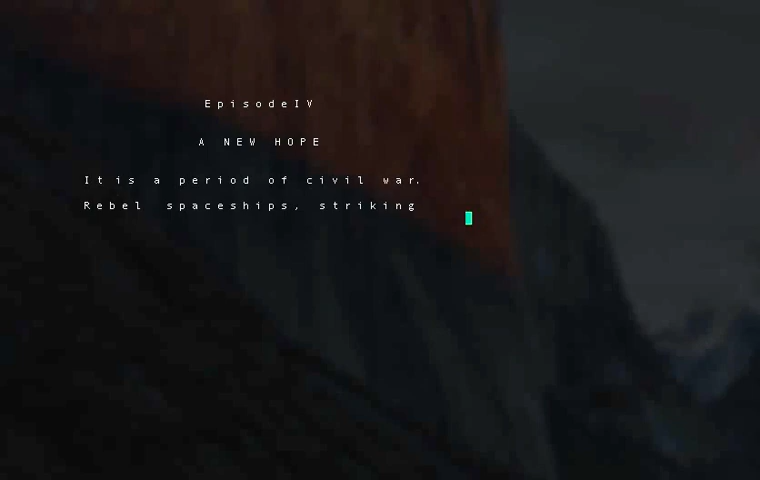 EpisodeIV
A NEW HOPE
It is a period of civil war.
Rebel spaceships, striking